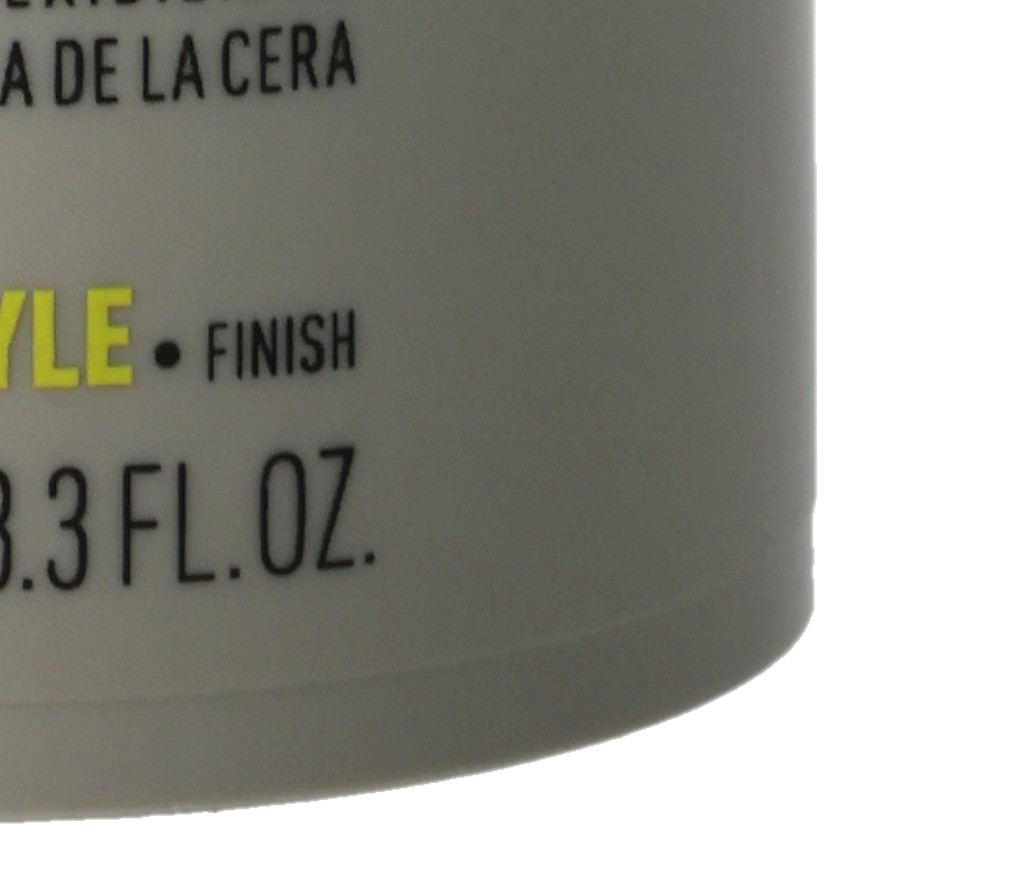 A DE LA CERA
YLE • FINISH
3.3 FL.OZ.